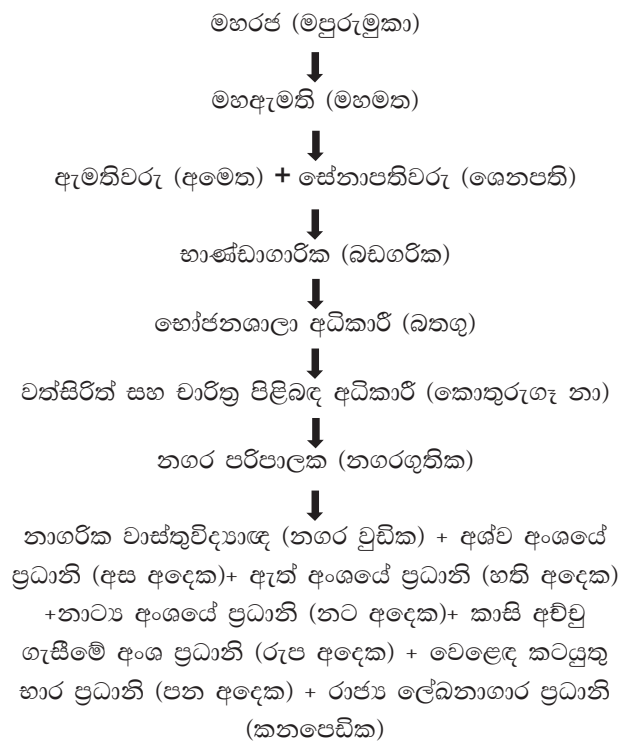 මහරජ (මපුරුමුකා)
මහඇමති (මහමත)
ඇමතිවරු (අමෙත) + සේනාපතිවරු (ශෙනපති)
භාණ්ඩාගාරික (බඩගරික)
භෝජනශාලා අධිකාරී (බතගු)
වත්සිරිත් සහ චාරිත්‍ර පිළිබඳ අධිකාරී (කොතුරුගෑ නා)
නගර පරිපාලක (නගරගුතික)
නාගරික වාස්තුවිද්‍යාඥ (නගර වුඩික) + අශ්ව අංශයේ
ප්‍රධානි (අස අදෙක)+ ඇත් අංශයේ ප්‍රධානි (හති අදෙක)
+නාට්‍ය අංශයේ ප්‍රධානි (නට අදෙක)+ කාසි අච්චු
ගැසීමේ අංශ ප්‍රධානි (රුප අදෙක) + වෙළෙඳ කටයුතු
භාර ප්‍රධානි (පන අදෙක) + රාජ්‍ය ලේඛනාගාර ප්‍රධානි
(කනපෙඩික)